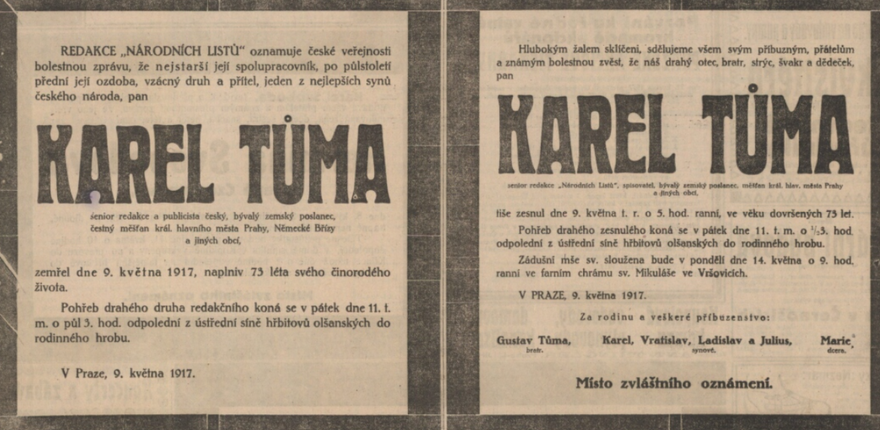 REDAKCE „NÁRODNÍCH LISTŮ“ oznamuje české veřejnosti
bolestnou zprávu, že nejstarší její spolupracovník, po půlstoletí
přední její ozdoba, vzácný druh a přítel, jeden z nejlepších synů
českého národa, pan
KAREL TŮMA
senior redakce a publicista český, bývalý zemský poslanec,
čestný měšťan král. hlavního města Prahy, Německé Břízy
a jiných obcí,
zemřel dne 9. května 1917, naplniv 73 léta svého činorodého
života.
Pohřeb drahého druha redakčního koná se v pátek dne 11. t.
m. o půl 3. hod. odpolední z ústřední síně hřbitovů olšanských do
rodinného hrobu.
V Praze, 9. května 1917.
Hlubokým žalem sklíčeni, sdělujeme všem svým příbuzným, přátelům
a známým bolestnou zvěst, že náš drahý otec, bratr, strýc, švakr a dědeček,
pan
KAREL TŮMA
senior redakce „Národních Listů“, spisovatel, bývalý zemský poslanec, měšťan král. hlav. města Prahy
a jiných obcí,
tiše zesnul dne 9. května t. r. o 5. hod. ranní, ve věku dovršených 73 let.
Pohřeb drahého zesnulého koná se v pátek dne 11. t. m. o ½3. hod.
odpolední z ústřední síně hřbitovů olšanských do rodinného hrobu.
Zádušní mše sv. sloužena bude v pondělí dne 14. května o 9. hod.
ranní ve farním chrámu sv. Mikuláše ve Vršovicích.
V PRAZE, 9. května 1917.
Za rodinu a veškeré příbuzenstvo:
Gustav Tůma, Karel, Vratislav, Ladislav a Julius, Marie,
bratr. synové. dcera.
Místo zvláštního oznámení.